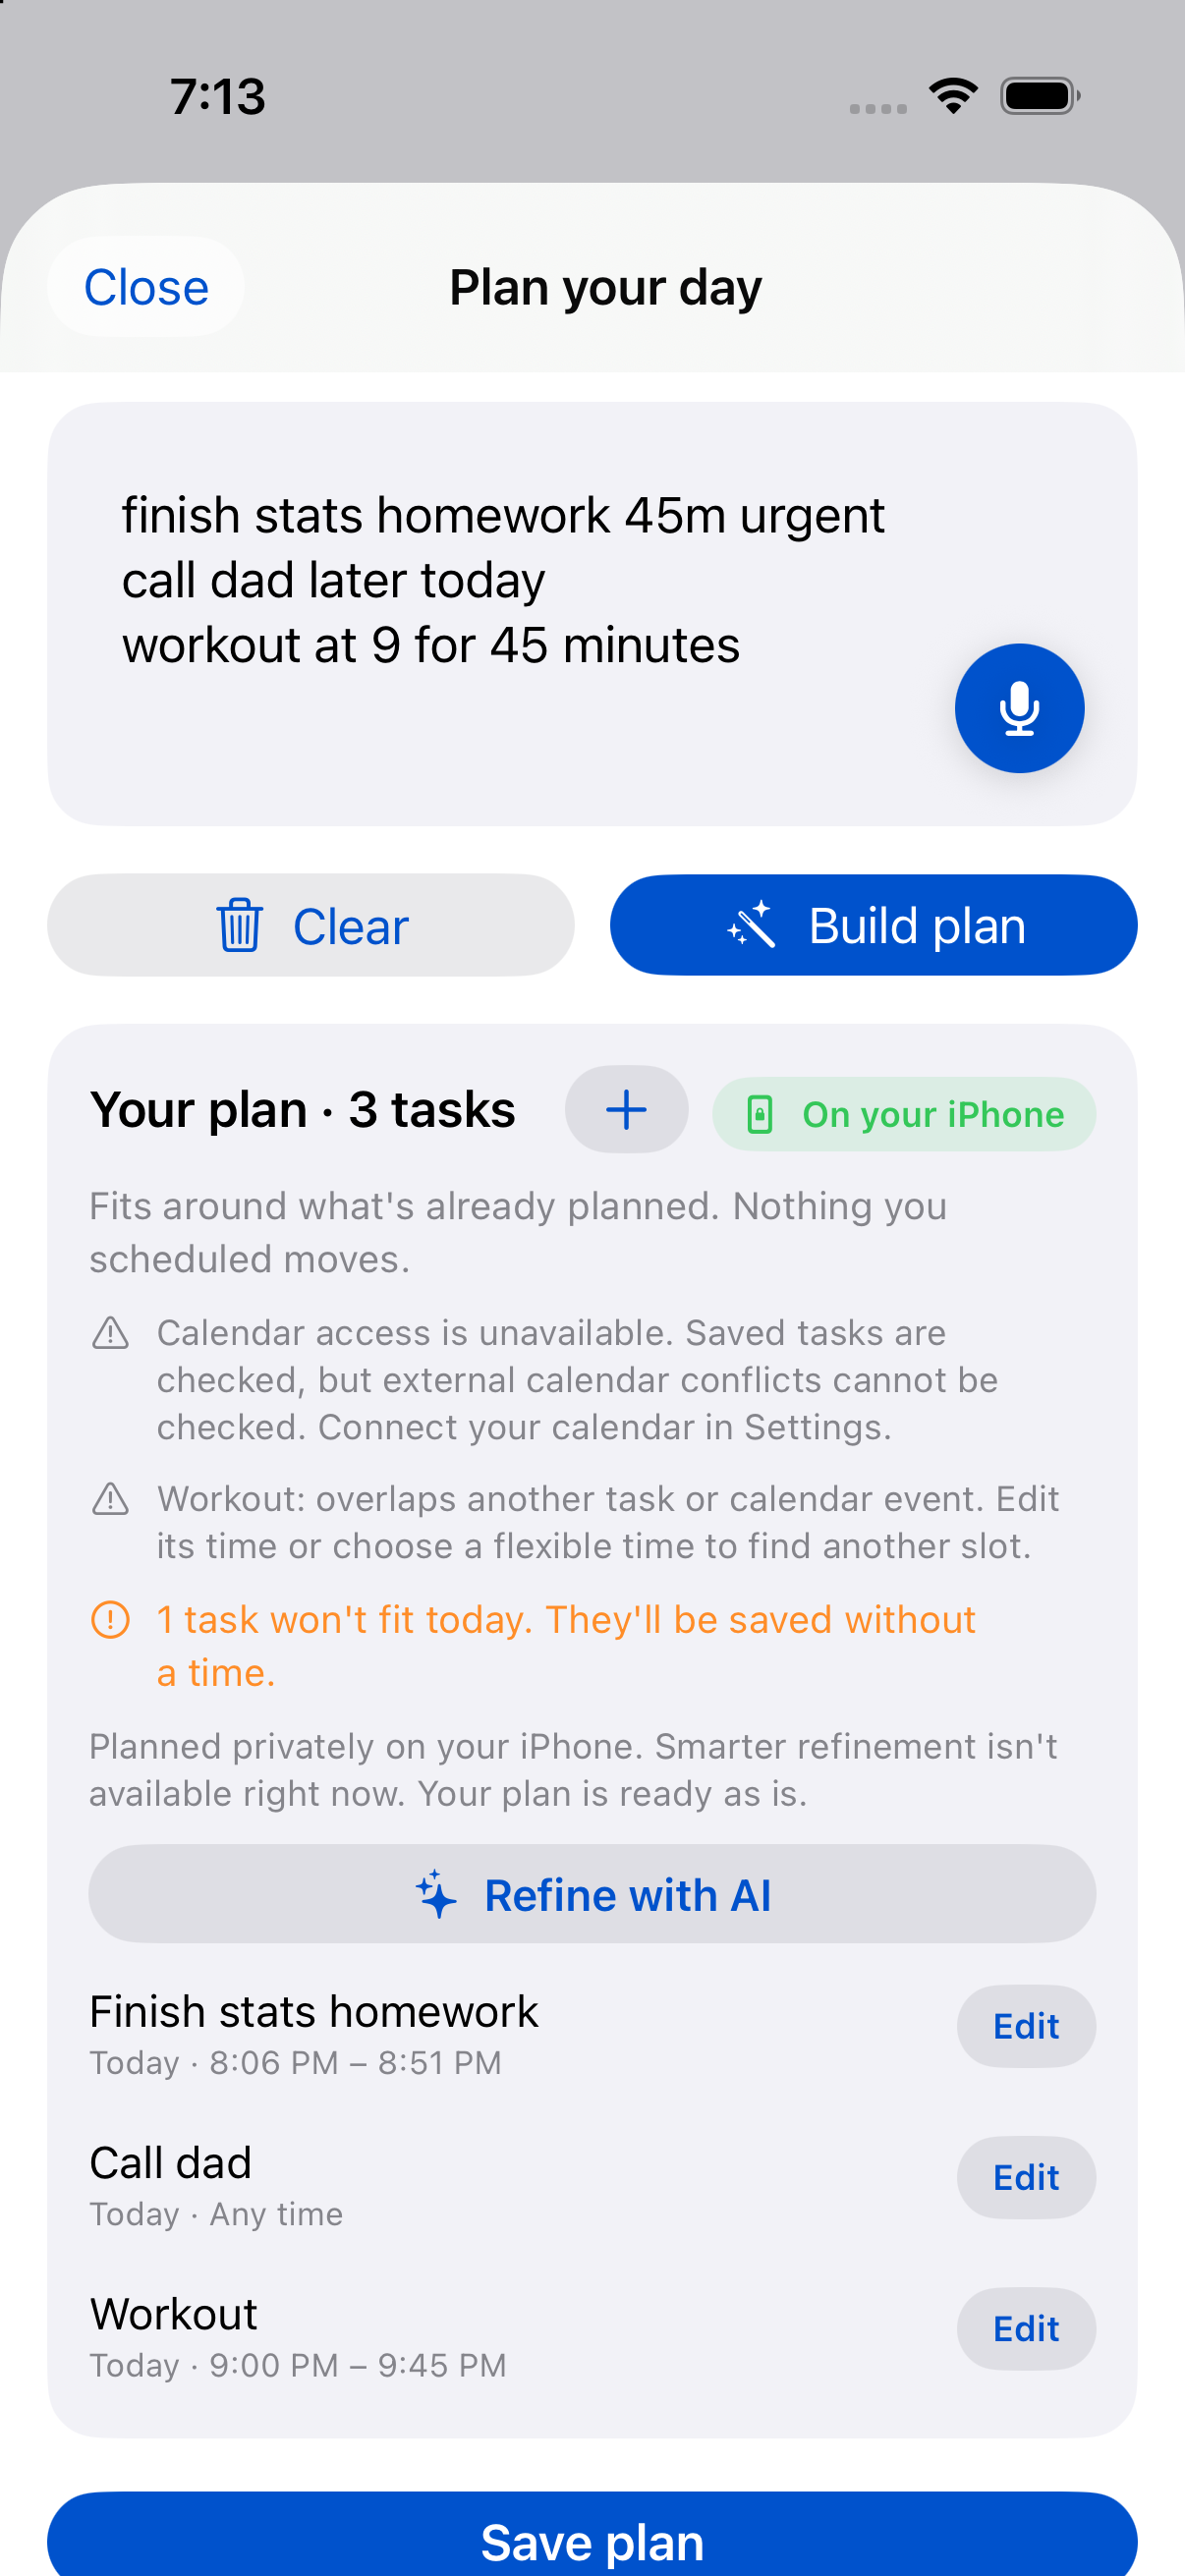 7:13
Close
Plan your day
finish stats homework 45m urgent
call dad later today
workout at 9 for 45 minutes
Clear
Build plan
Your plan · 3 tasks
On your iPhone
Fits around what's already planned. Nothing you
scheduled moves.
Calendar access is unavailable. Saved tasks are
checked, but external calendar conflicts cannot be
checked. Connect your calendar in Settings.
Workout: overlaps another task or calendar event. Edit
its time or choose a flexible time to find another slot.
1 task won't fit today. They'll be saved without
a time.
Planned privately on your iPhone. Smarter refinement isn't
available right now. Your plan is ready as is.
Refine with AI
Finish stats homework
Today · 8:06 PM – 8:51 PM
Edit
Call dad
Today · Any time
Edit
Workout
Today · 9:00 PM – 9:45 PM
Edit
Save plan